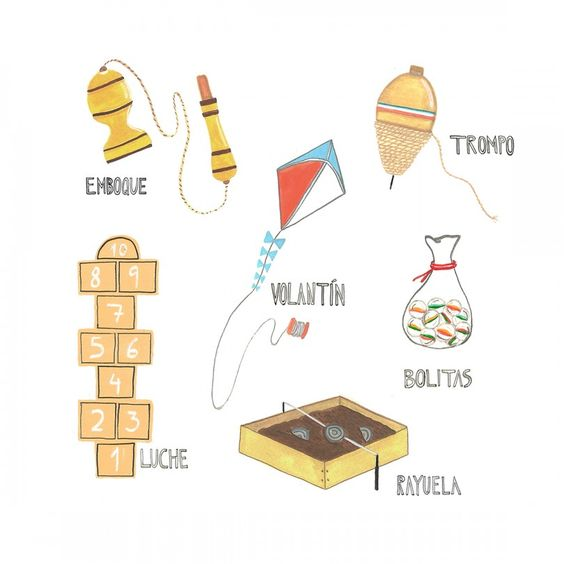 EMBOQUE
TROMPO
VOLANTÍN
BOLITAS
10
8 9
7
5 6
4
2 3
1
LUCHE
RAYUELA